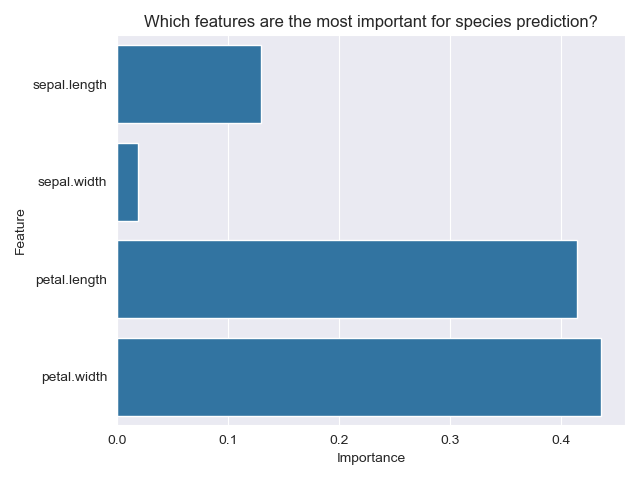 Which features are the most important for species prediction?
sepal.length
sepal.width
petal.length
petal.width
Feature
0.0 0.1 0.2 0.3 0.4
Importance